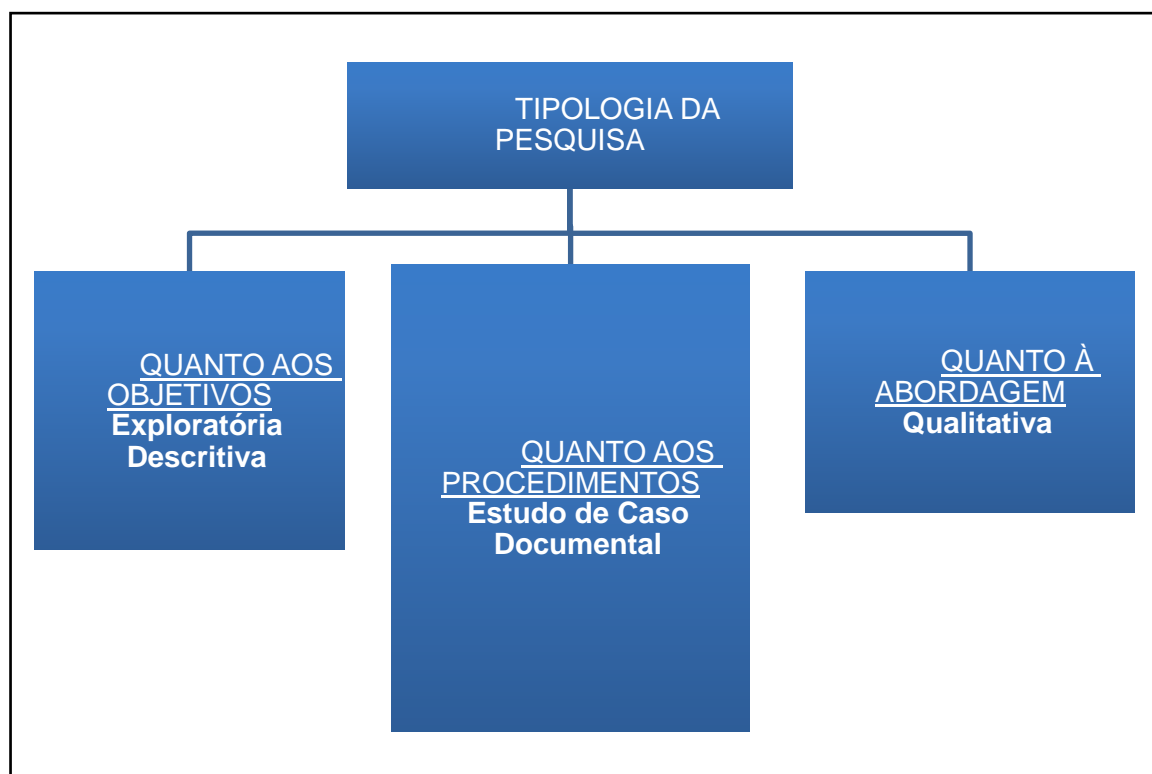 TIPOLOGIA DA
PESQUISA
QUANTO AOS
OBJETIVOS
Exploratória
Descritiva
QUANTO AOS
PROCEDIMENTOS
Estudo de Caso
Documental
QUANTO À
ABORDAGEM
Qualitativa